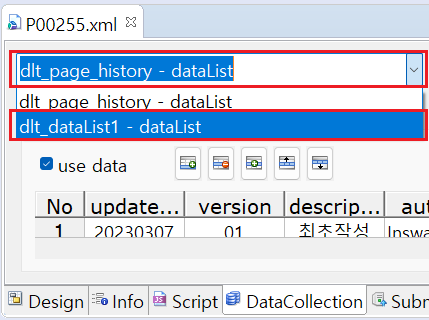 P00255.xml
dlt_page_history - dataList
dlt_page_history - dataList
dlt_dataList1 - dataList
use data
No update... version descrip... aut
1 20230307 01 최초작성 Inswa
Design Info Script DataCollection Subm